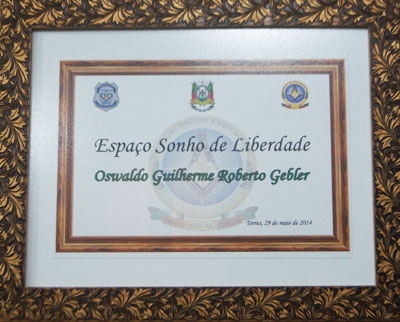 Espaço Sonho de Liberdade
Oswaldo Guilherme Roberto Gebler
Torres, 29 de maio de 2014